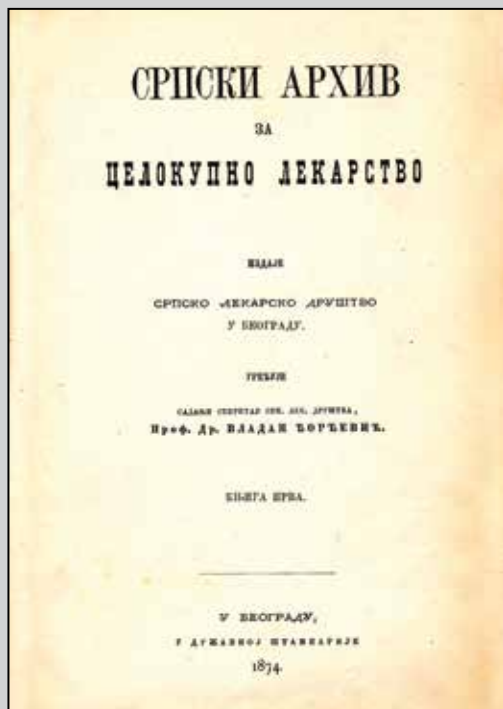 СРПСКИ АРХИВ
ЗА
ЦЕЛОКУПНО ЛЕКАРСТВО
ИЗДАЈЕ
СРПСКО ЛЕКАРСКО ДРУШТВО
У БЕОГРАДУ.
УРЕЂУЈЕ
САДАЊИ СЕКРЕТАР СРП. ЛЕК. ДРУШТВА,
Проф. Др. ВЛАДАН ЂОРЂЕВИЋ.
КЊИГА ПРВА.
У БЕОГРАДУ,
У ДРЖАВНОЈ ШТАМПАРИЈИ
1874.